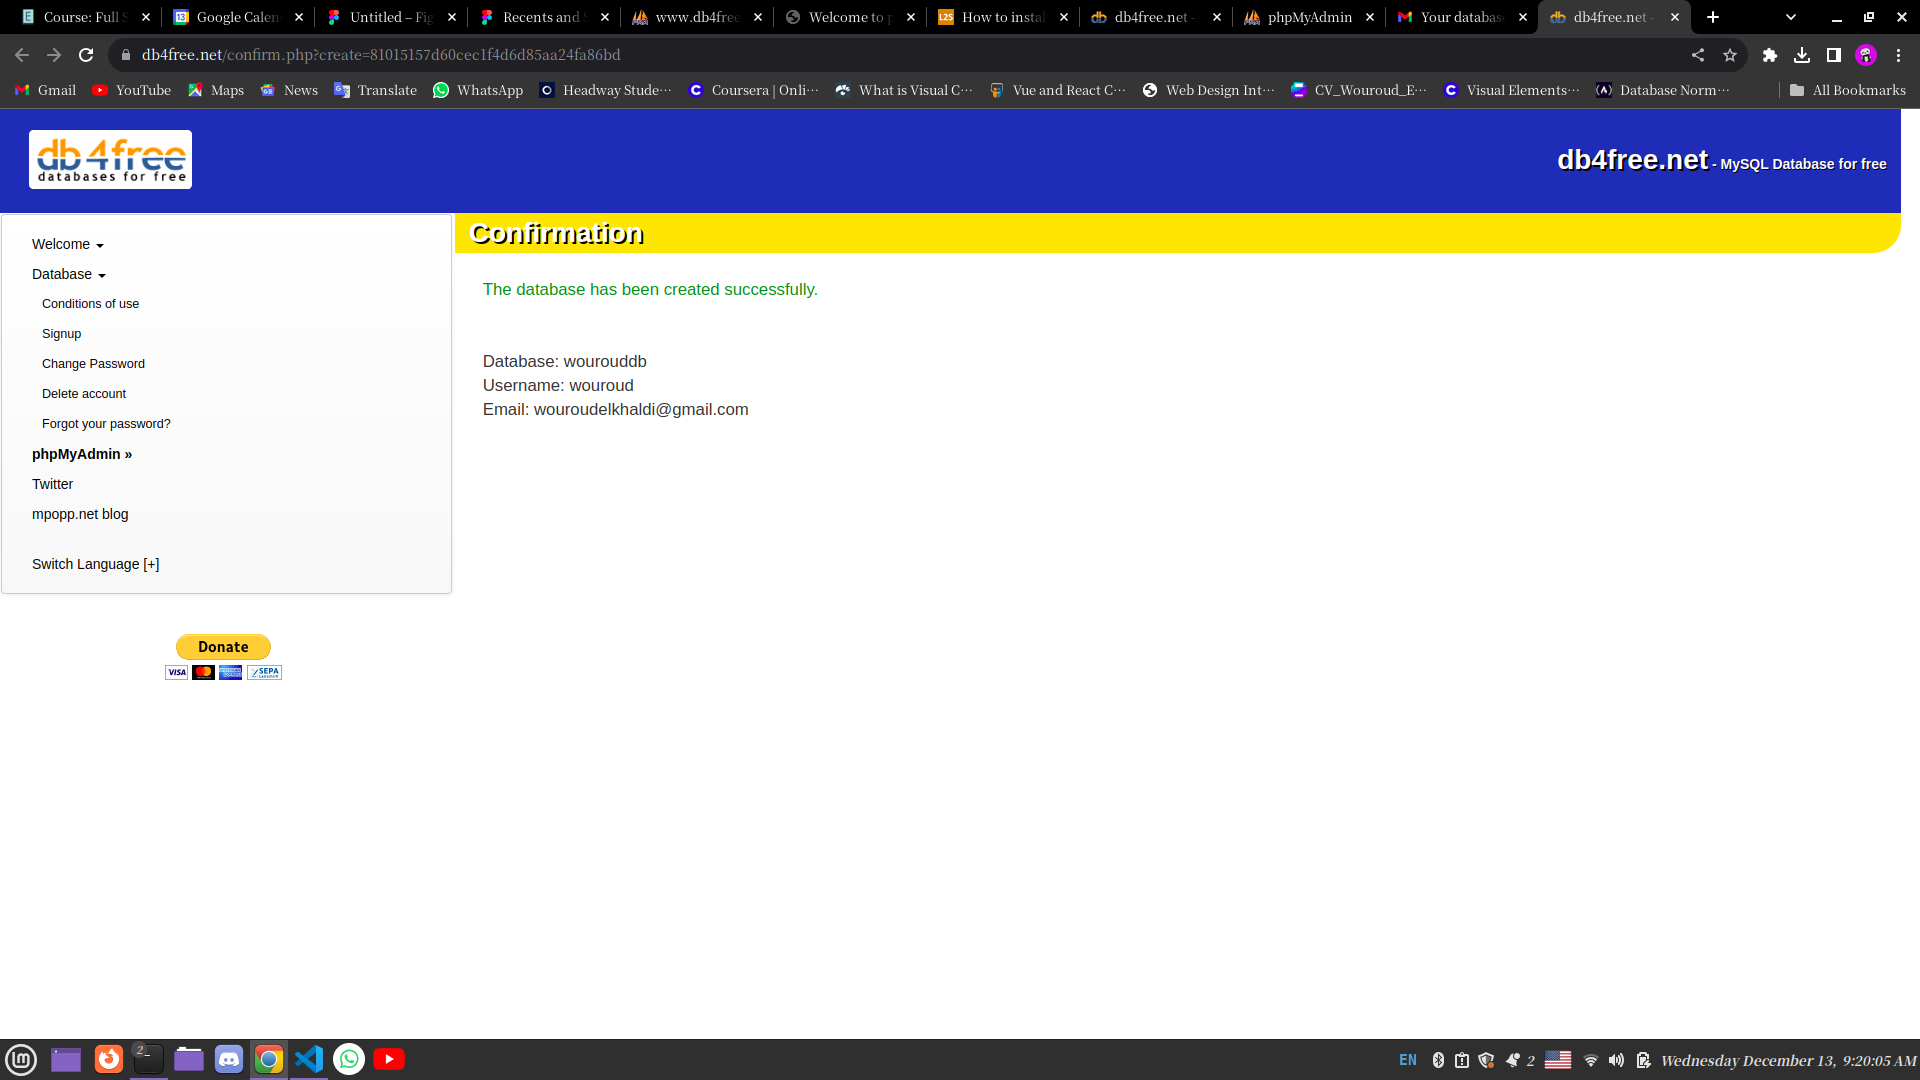 Course: Full S
Google Calen
Untitled – Fig
Recents and S
www.db4free
Welcome to p
How to instal
db4free.net -
phpMyAdmin
Your databas
db4free.net -
db4free.net/confirm.php?create=81015157d60cec1f4d6d85aa24fa86bd
Gmail
YouTube
Maps
News
Translate
WhatsApp
Headway Stude…
Coursera | Onli…
What is Visual C…
Vue and React C…
Web Design Int…
CV_Wouroud_E…
Visual Elements…
Database Norm…
All Bookmarks
db4free
databases for free
db4free.net - MySQL Database for free
Welcome
Database
Conditions of use
Signup
Change Password
Delete account
Forgot your password?
phpMyAdmin »
Twitter
mpopp.net blog
Switch Language [+]
Confirmation
The database has been created successfully.
Database: wourouddb
Username: wouroud
Email: wouroudelkhaldi@gmail.com
Donate
VISA
SEPA
2
EN
2
Wednesday December 13, 9:20:05 AM